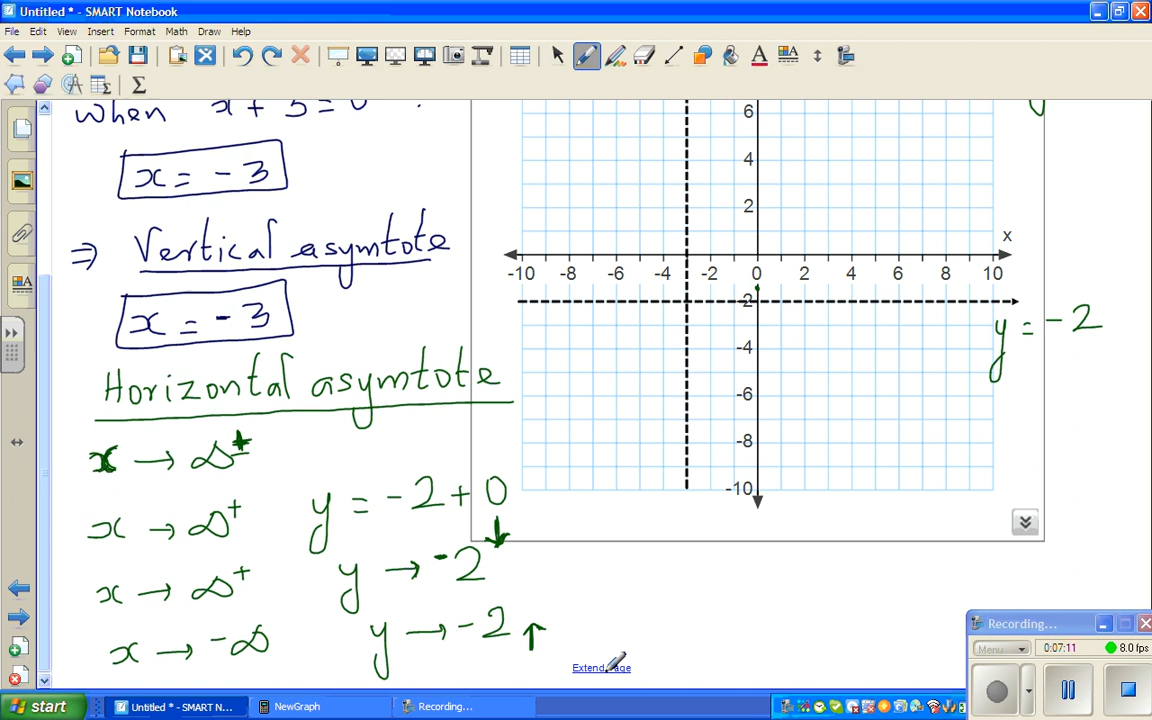 Untitled * - SMART Notebook
File Edit View Insert Format Math Draw Help
when x + 3 = 0
x = - 3
⇒ Vertical asymtote
x = - 3
Horizontal asymtote
x → ∞±
x → ∞⁺ y = - 2 + 0
x → ∞⁺ y → -2 ↓
x → -∞ y → -2 ↑
6
4
2
x
-10 -8 -6 -4 -2 0 2 4 6 8 10
-2
y = - 2
-4
-6
-8
-10
Extend Page
Recording...
Menu 0:07:11 8.0 fps
start Untitled * - SMART N... NewGraph Recording...